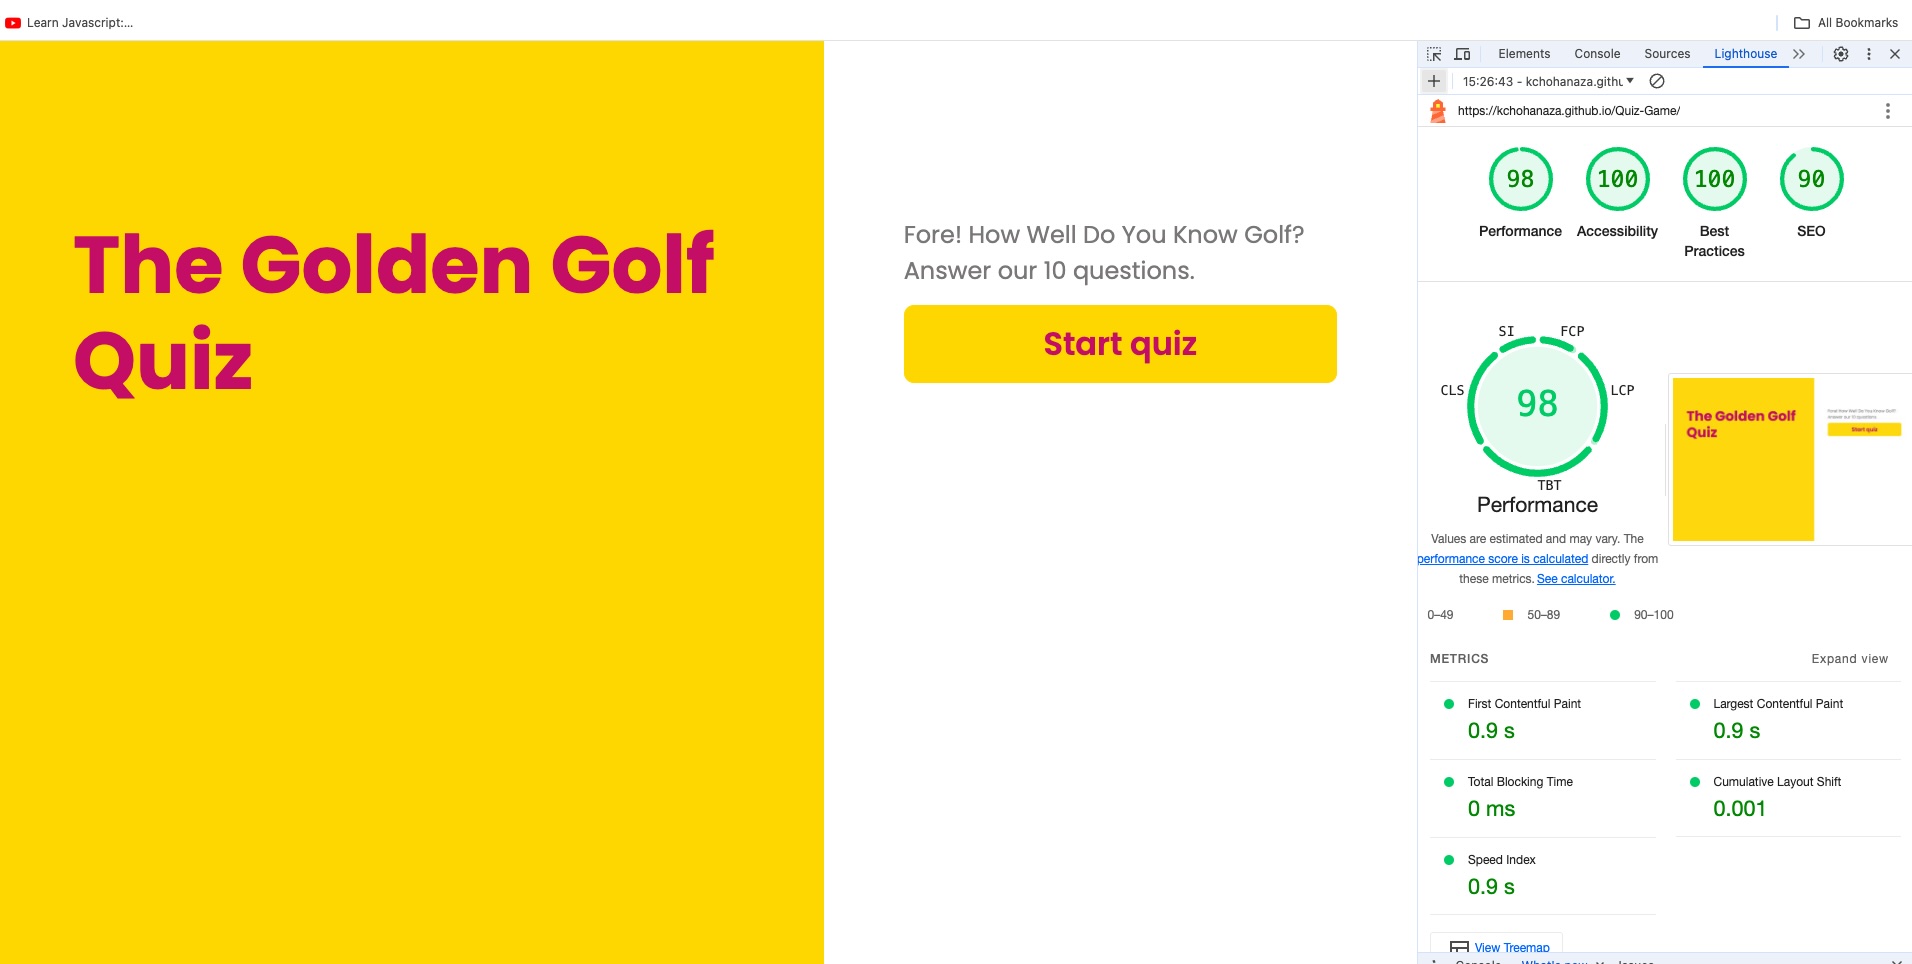 Learn Javascript:...
All Bookmarks
The Golden Golf
Quiz
Fore! How Well Do You Know Golf?
Answer our 10 questions.
Start quiz
Elements Console Sources Lighthouse
15:26:43 - kchohanaza.githu
https://kchohanaza.github.io/Quiz-Game/
98 100 100 90
Performance Accessibility Best Practices SEO
SI FCP
CLS LCP
98
TBT
Performance
Values are estimated and may vary. The
performance score is calculated directly from
these metrics. See calculator.
The Golden Golf
Quiz
Fore! How Well Do You Know Golf?
Answer our 10 questions.
Start quiz
0–49 50–89 90–100
METRICS Expand view
First Contentful Paint
0.9 s
Largest Contentful Paint
0.9 s
Total Blocking Time
0 ms
Cumulative Layout Shift
0.001
Speed Index
0.9 s
View Treemap
Console What's new Issues